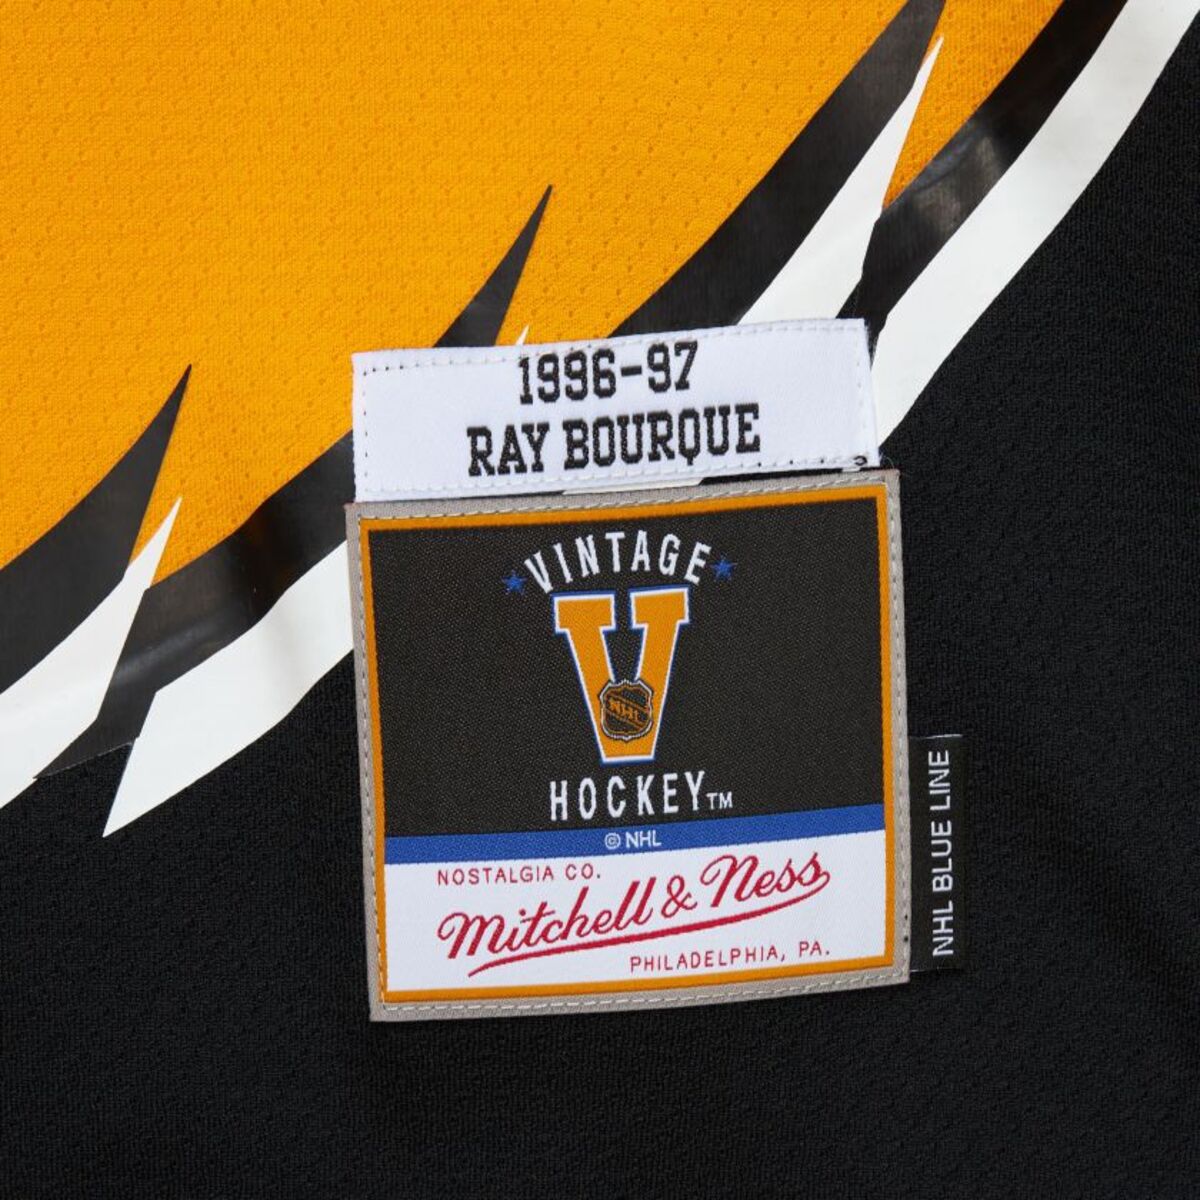 1996-97
RAY BOURQUE
VINTAGE
NHL
HOCKEY™
© NHL
NOSTALGIA CO.
Mitchell & Ness
PHILADELPHIA, PA.
NHL BLUE LINE